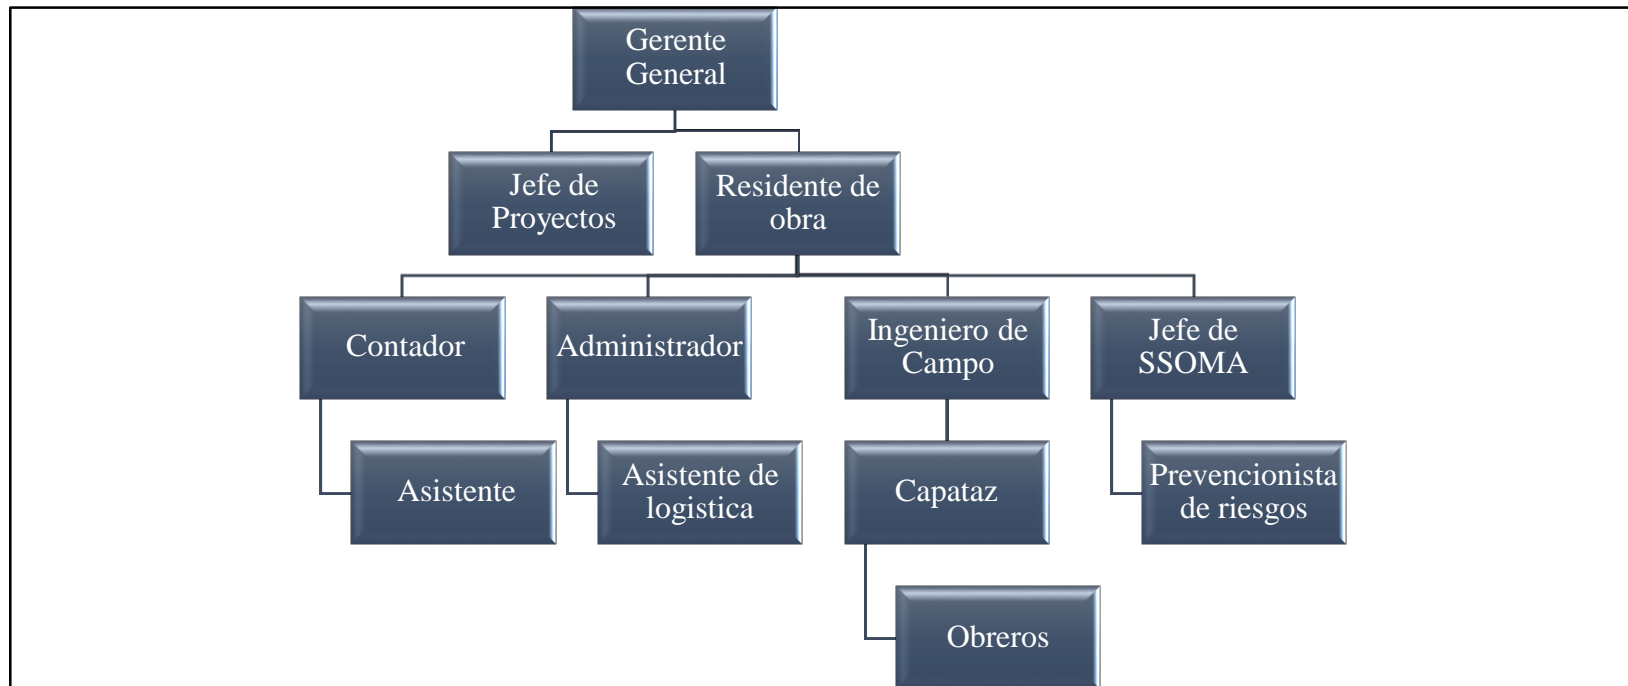 Gerente
General
Jefe de
Proyectos
Residente de
obra
Contador
Administrador
Ingeniero de
Campo
Jefe de
SSOMA
Asistente
Asistente de
logistica
Capataz
Prevencionista
de riesgos
Obreros